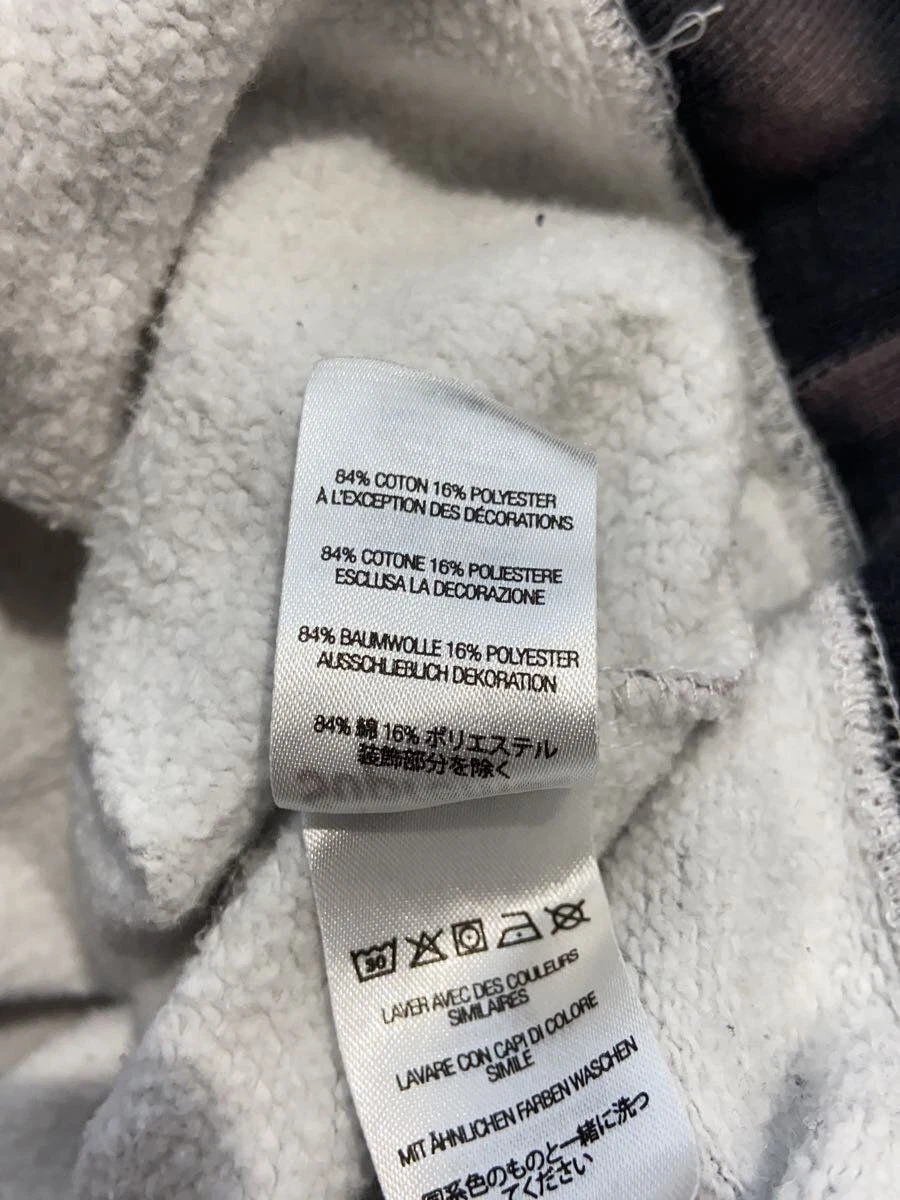 84% COTON 16% POLYESTER
À L'EXCEPTION DES DÉCORATIONS
84% COTONE 16% POLIESTERE
ESCLUSA LA DECORAZIONE
84% BAUMWOLLE 16% POLYESTER
AUSSCHLIEBLICH DEKORATION
84% 綿 16% ポリエステル
装飾部分を除く
30
LAVER AVEC DES COULEURS
SIMILAIRES
LAVARE CON CAPI DI COLORE
SIMILE
MIT ÄHNLICHEN FARBEN WASCHEN
同系色のものと一緒に洗っ
てください